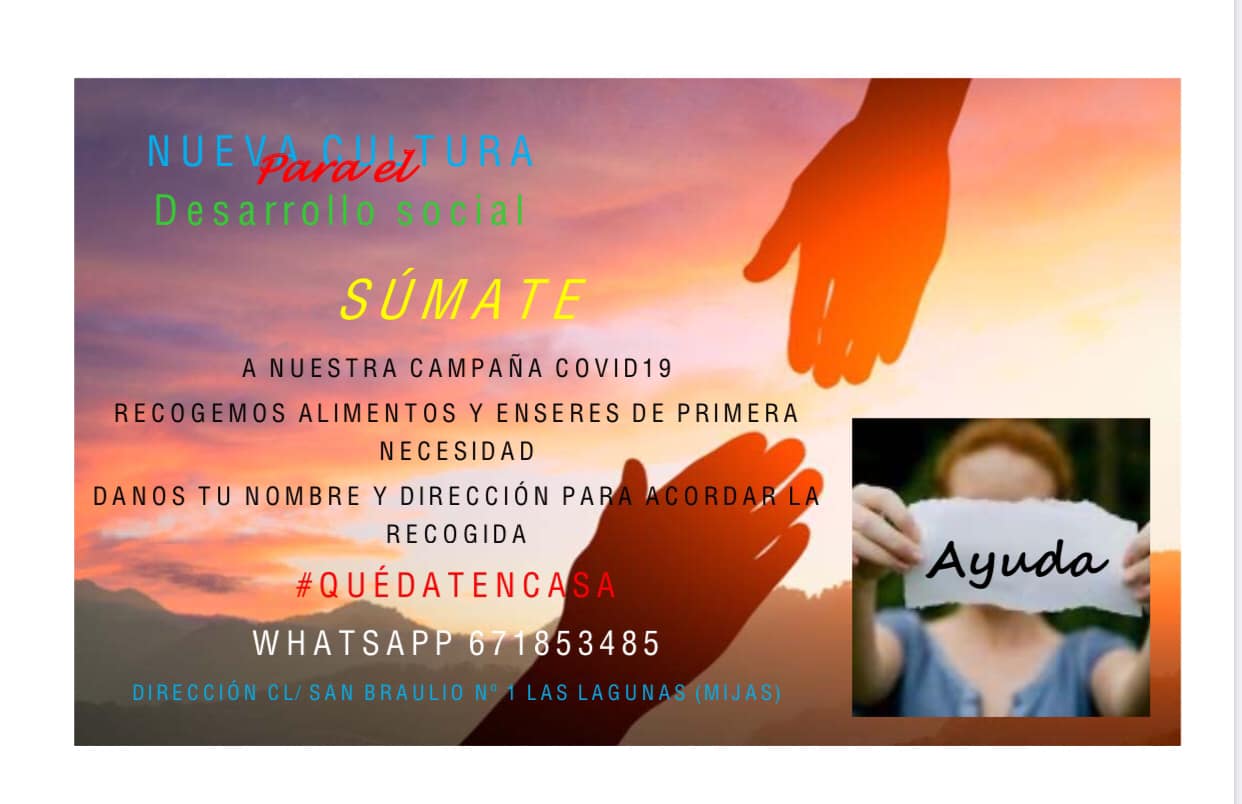 NUEVA CULTURA
Para el
Desarrollo social
SÚMATE
A NUESTRA CAMPAÑA COVID19
RECOGEMOS ALIMENTOS Y ENSERES DE PRIMERA
NECESIDAD
DANOS TU NOMBRE Y DIRECCIÓN PARA ACORDAR LA
RECOGIDA
#QUÉDATENCASA
WHATSAPP 671853485
DIRECCIÓN CL/ SAN BRAULIO Nº 1 LAS LAGUNAS (MIJAS)
Ayuda